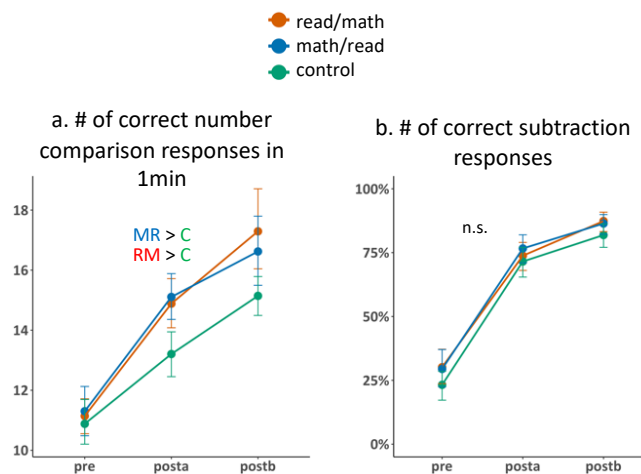 read/math
math/read
control
a. # of correct number
comparison responses in
1min
18
16
14
12
10
MR > C
RM > C
pre
posta
postb
b. # of correct subtraction
responses
100%
75%
50%
25%
0%
n.s.
pre
posta
postb